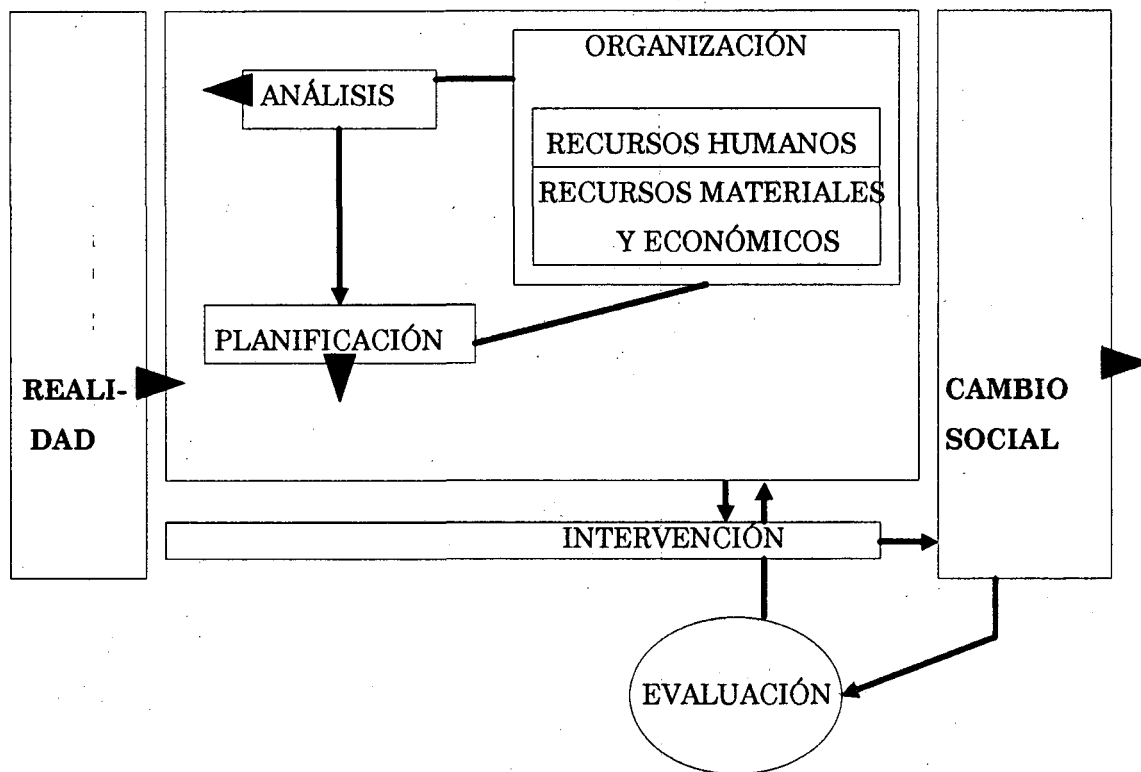 ORGANIZACIÓN
ANÁLISIS
RECURSOS HUMANOS
RECURSOS MATERIALES
Y ECONÓMICOS
PLANIFICACIÓN
REALI-
DAD
CAMBIO
SOCIAL
INTERVENCIÓN
EVALUACIÓN